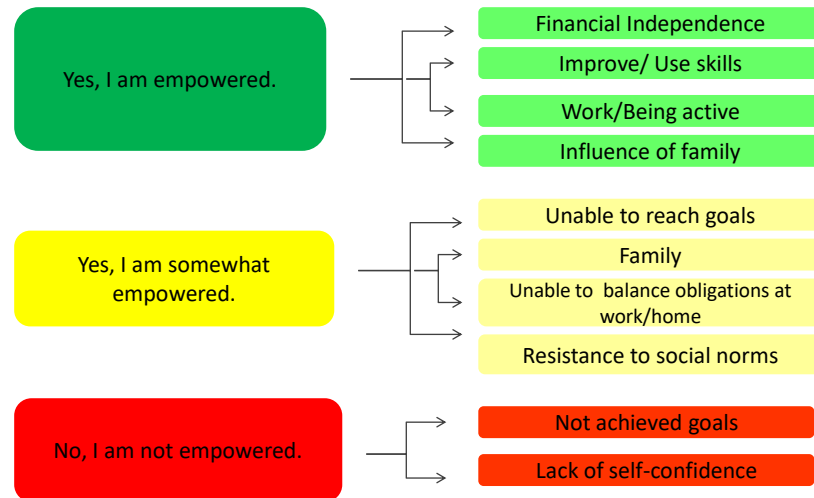 Yes, I am empowered.
Financial Independence
Improve/ Use skills
Work/Being active
Influence of family
Yes, I am somewhat
empowered.
Unable to reach goals
Family
Unable to  balance obligations at
work/home
Resistance to social norms
No, I am not empowered.
Not achieved goals
Lack of self-confidence